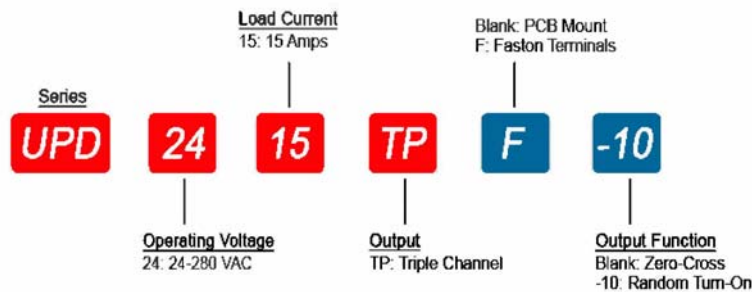 Load Current
15: 15 Amps
Blank: PCB Mount
F: Faston Terminals
Series
UPD 24 15 TP F -10
Operating Voltage
24: 24-280 VAC
Output
TP: Triple Channel
Output Function
Blank: Zero-Cross
-10: Random Turn-On